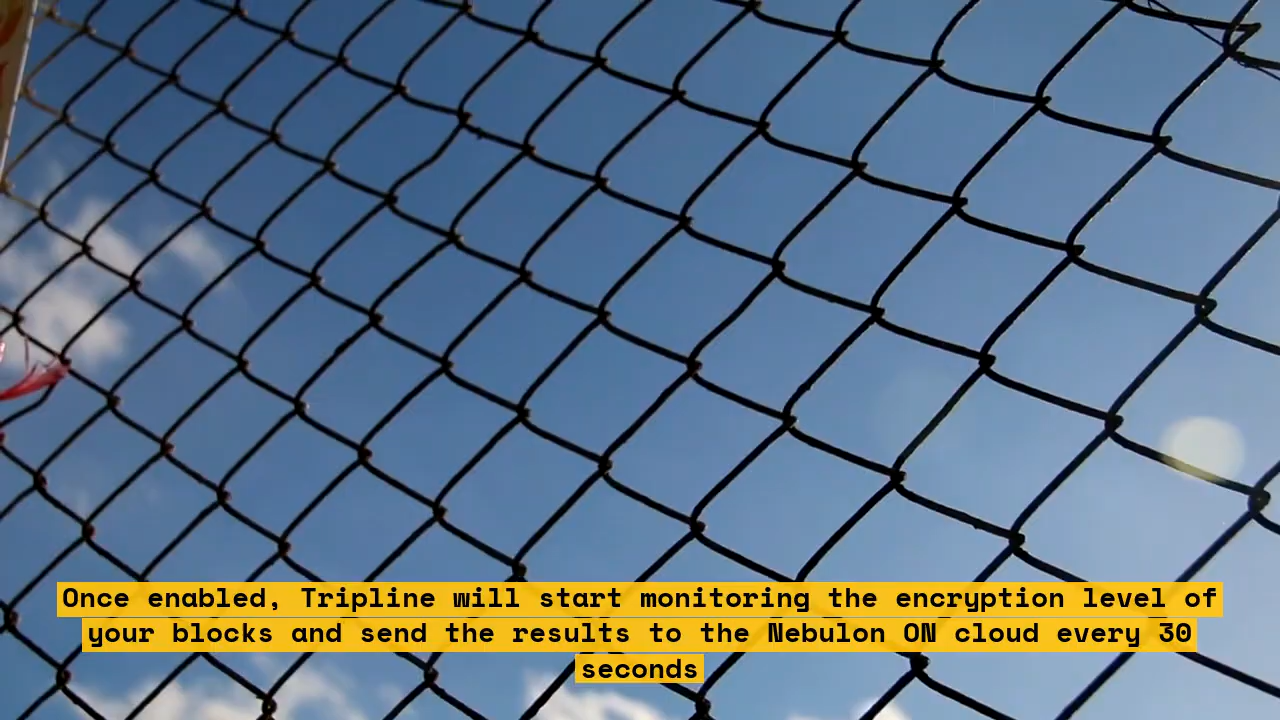 Once enabled, Tripline will start monitoring the encryption level of
your blocks and send the results to the Nebulon ON cloud every 30
seconds